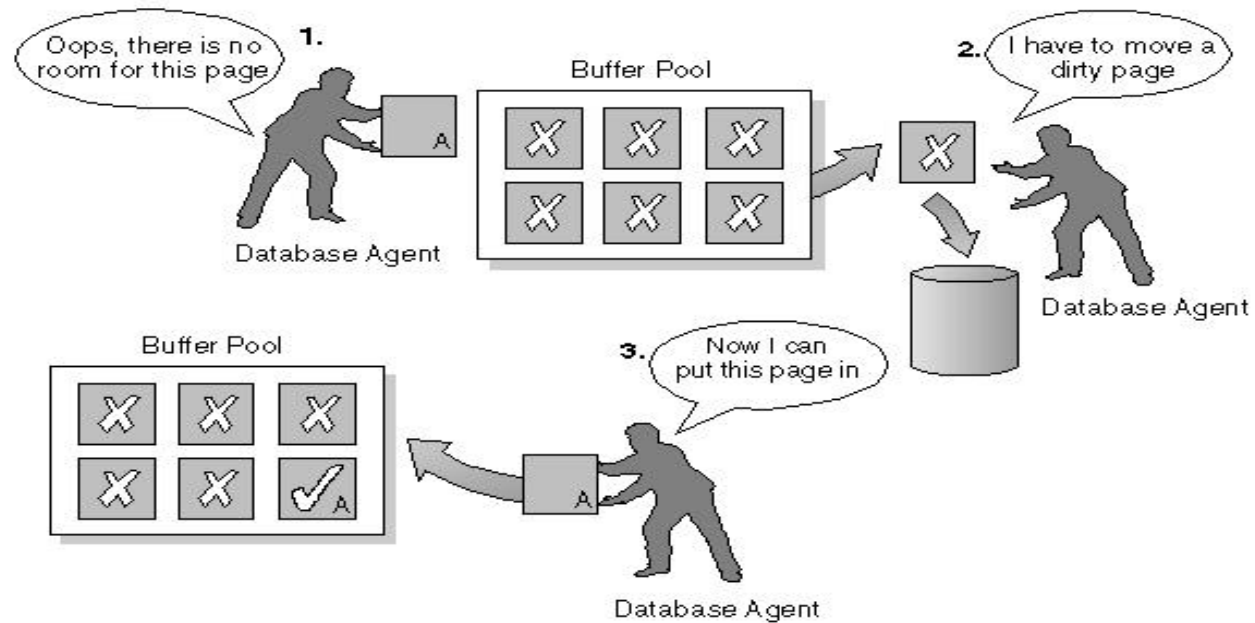 Oops, there is no
room for this page
1.
A
Database Agent
Buffer Pool
2.
I have to move a
dirty page
Database Agent
Buffer Pool
A
3.
Now I can
put this page in
A
Database Agent